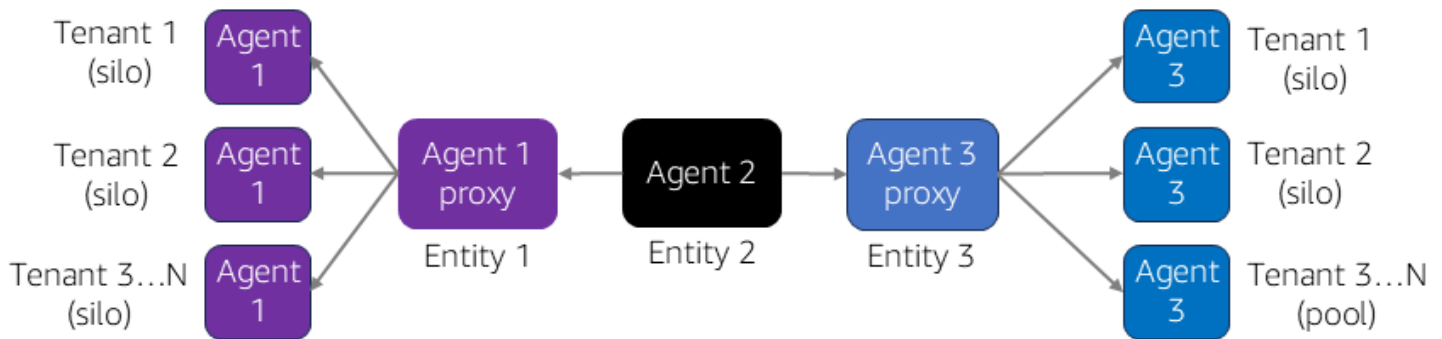 Tenant 1
(silo)
Agent
1
Tenant 2
(silo)
Agent
1
Tenant 3...N
(silo)
Agent
1
Agent 1
proxy
Entity 1
Agent 2
Entity 2
Agent 3
proxy
Entity 3
Agent
3
Tenant 1
(silo)
Agent
3
Tenant 2
(silo)
Agent
3
Tenant 3...N
(pool)